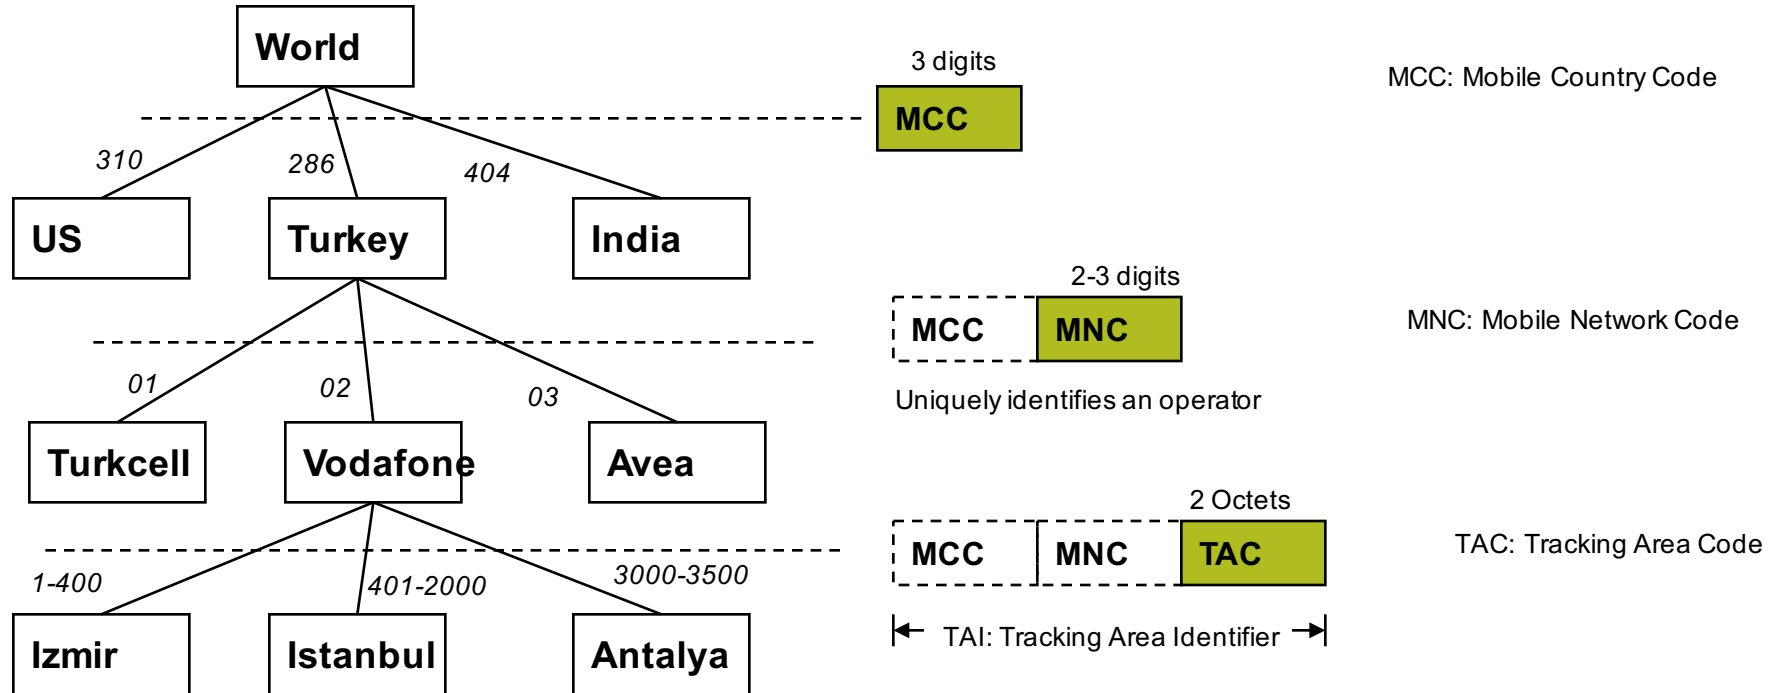 World
3 digits
MCC: Mobile Country Code
MCC
310
286
404
US
Turkey
India
2-3 digits
MCC
MNC
MNC: Mobile Network Code
01
02
03
Uniquely identifies an operator
Turkcell
Vodafone
Avea
2 Octets
MCC
MNC
TAC
TAC: Tracking Area Code
1-400
401-2000
3000-3500
TAI: Tracking Area Identifier
Izmir
Istanbul
Antalya